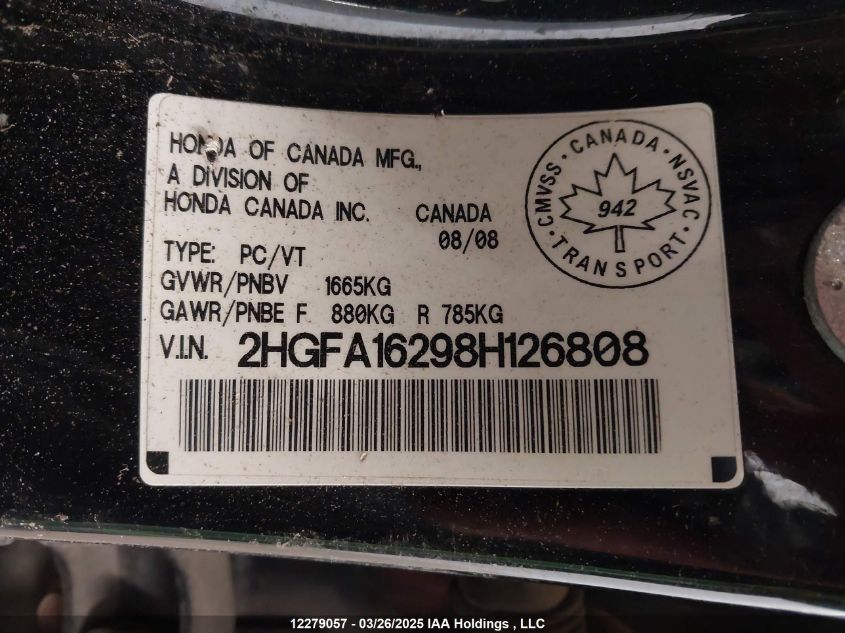 HONDA OF CANADA MFG.,
A DIVISION OF
HONDA CANADA INC. CANADA
08/08
TYPE: PC/VT
GVWR/PNBV 1665KG
GAWR/PNBE F 880KG R 785KG
V.I.N. 2HGFA16298H126808
CMVSS · CANADA · NSVAC · TRANSPORT ·
942
12279057 - 03/26/2025 IAA Holdings , LLC